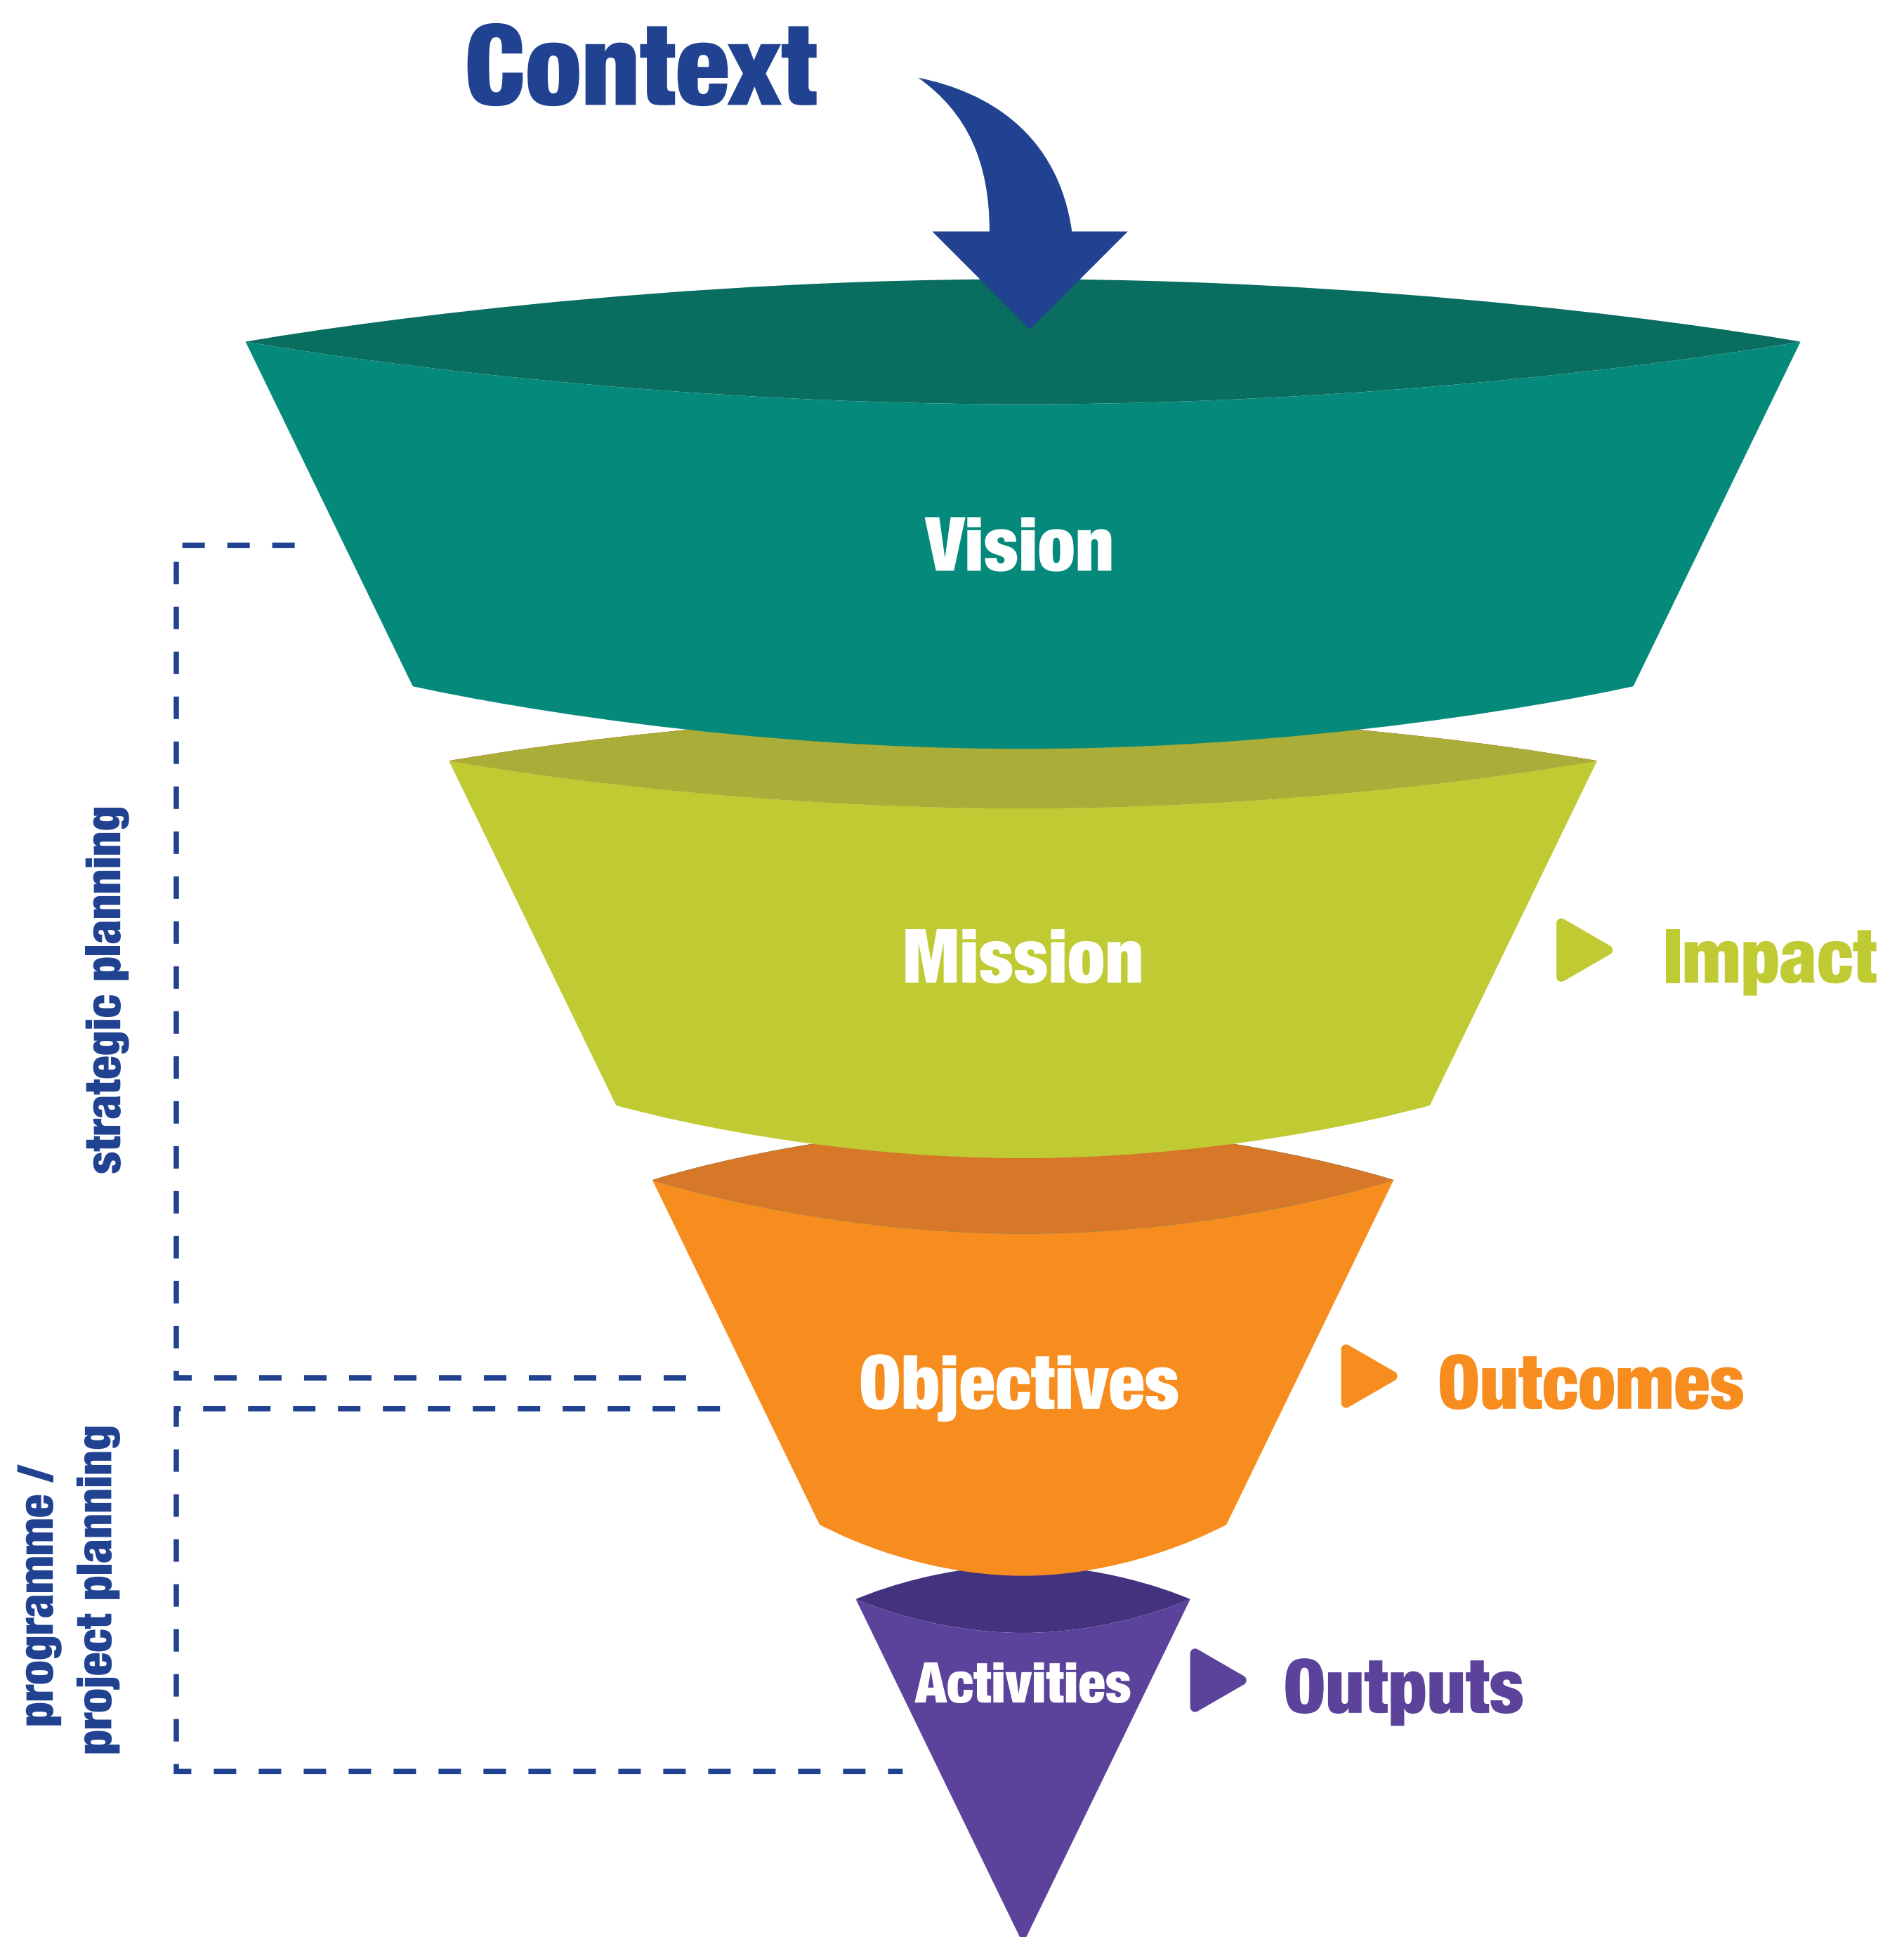 Context
Vision
strategic planning
Mission
Impact
Objectives
Outcomes
programme /
project planning
Activities
Outputs